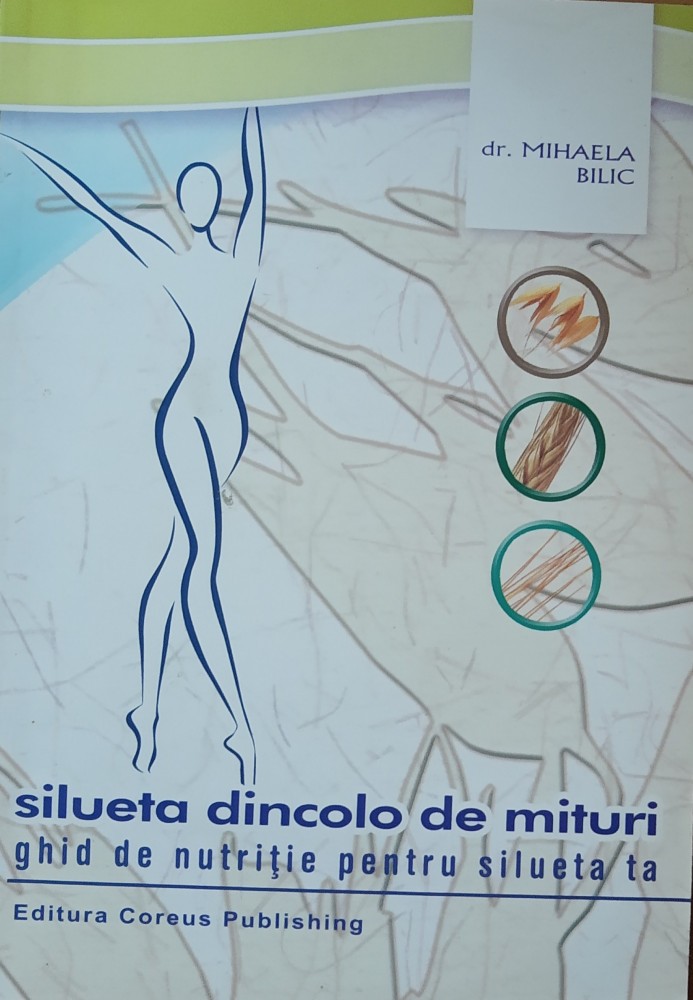 dr. MIHAELA
BILIC
silueta dincolo de mituri
ghid de nutriţie pentru silueta ta
Editura Coreus Publishing